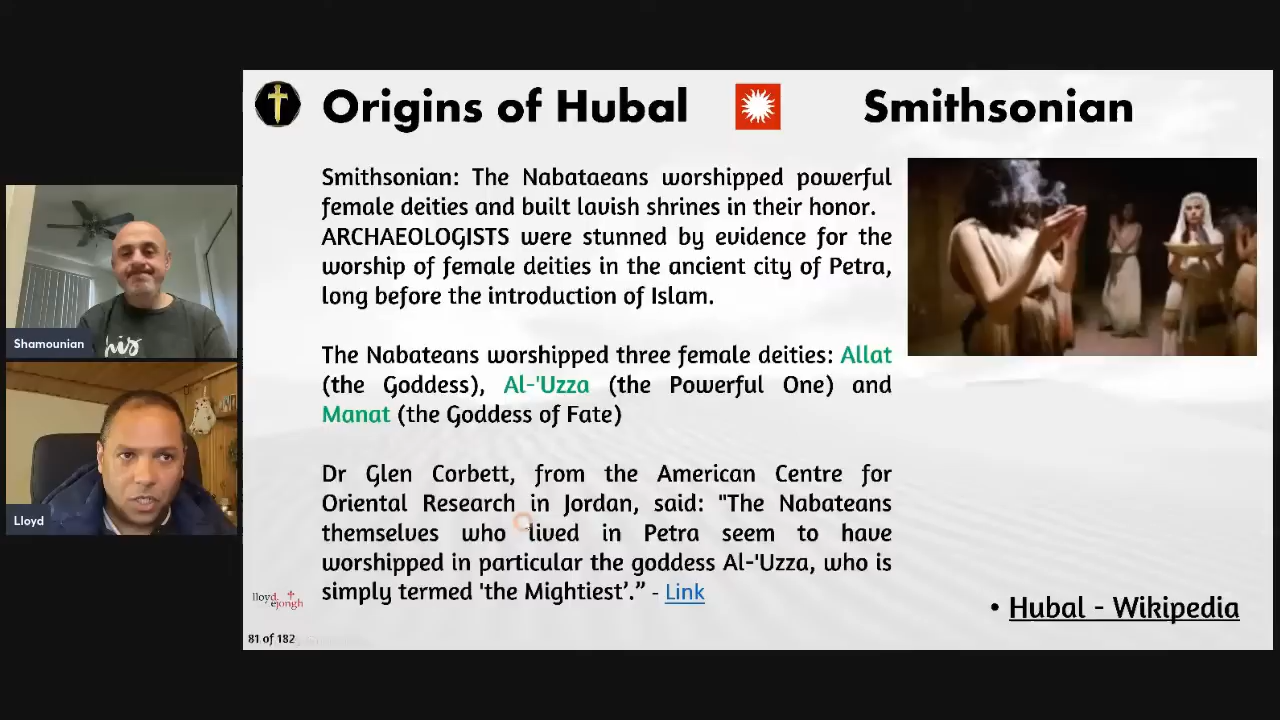 Origins of Hubal
Smithsonian
Smithsonian: The Nabataeans worshipped powerful
female deities and built lavish shrines in their honor.
ARCHAEOLOGISTS were stunned by evidence for the
worship of female deities in the ancient city of Petra,
long before the introduction of Islam.
The Nabateans worshipped three female deities: Allat
(the Goddess), Al-'Uzza (the Powerful One) and
Manat (the Goddess of Fate)
Dr Glen Corbett, from the American Centre for
Oriental Research in Jordan, said: "The Nabateans
themselves who lived in Petra seem to have
worshipped in particular the goddess Al-'Uzza, who is
simply termed 'the Mightiest'.” - Link
• Hubal - Wikipedia
lloyd
ejongh
81 of 182
Shamounian
his
Lloyd